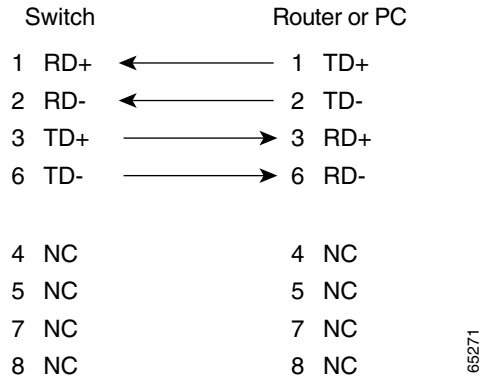 Switch Router or PC
1 RD+ 1 TD+
2 RD- 2 TD-
3 TD+ 3 RD+
6 TD- 6 RD-
4 NC 4 NC
5 NC 5 NC
7 NC 7 NC
8 NC 8 NC
65271